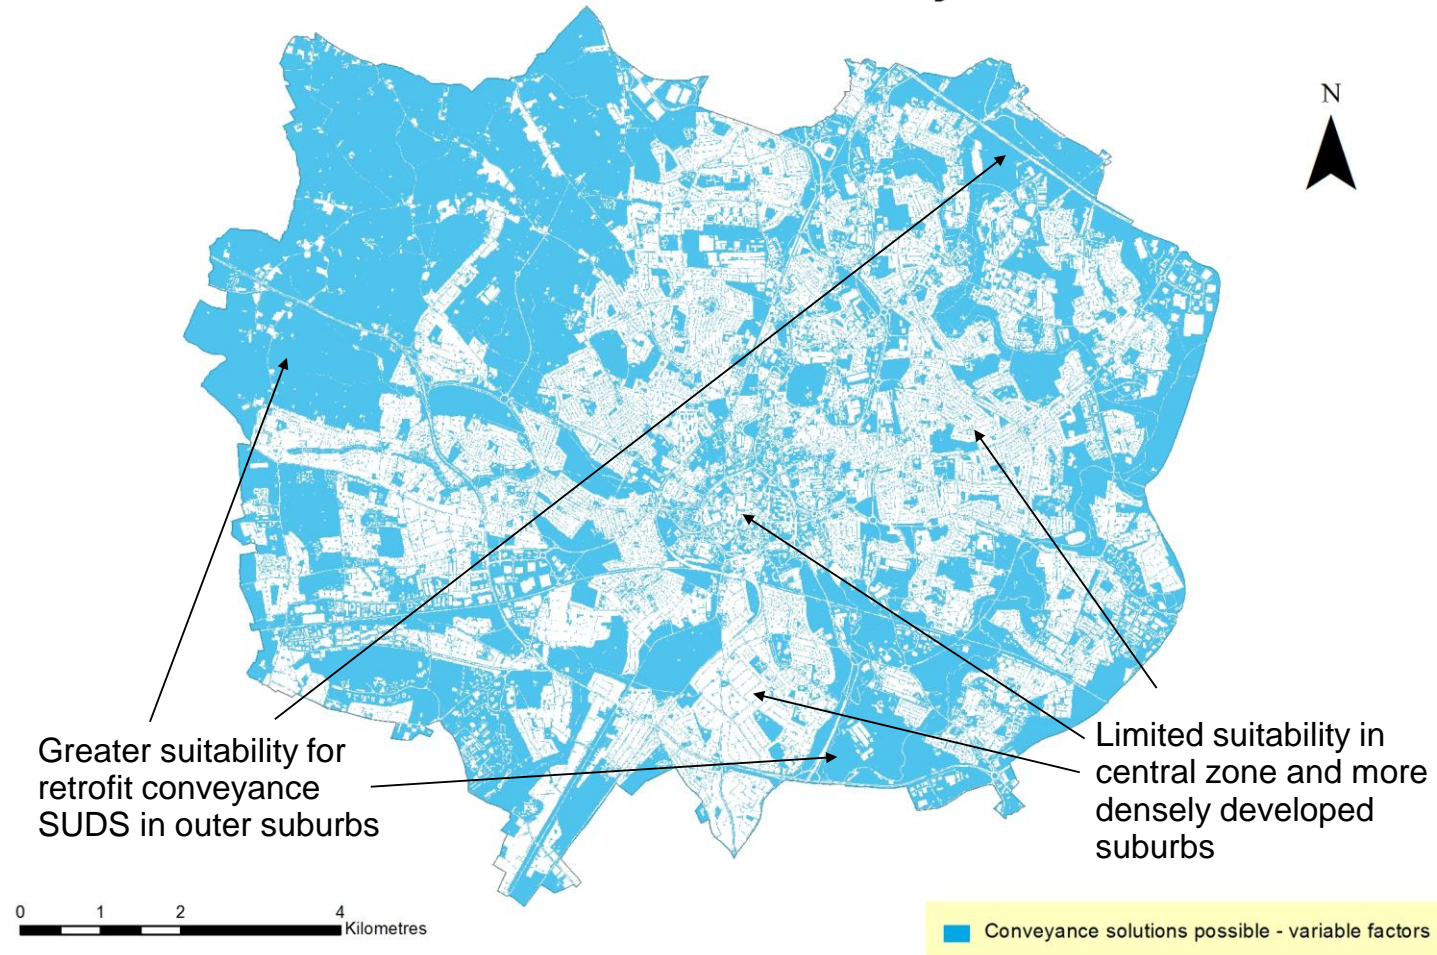 N
Greater suitability for
retrofit conveyance
SUDS in outer suburbs
Limited suitability in
central zone and more
densely developed
suburbs
0 1 2 4
Kilometres
Conveyance solutions possible - variable factors